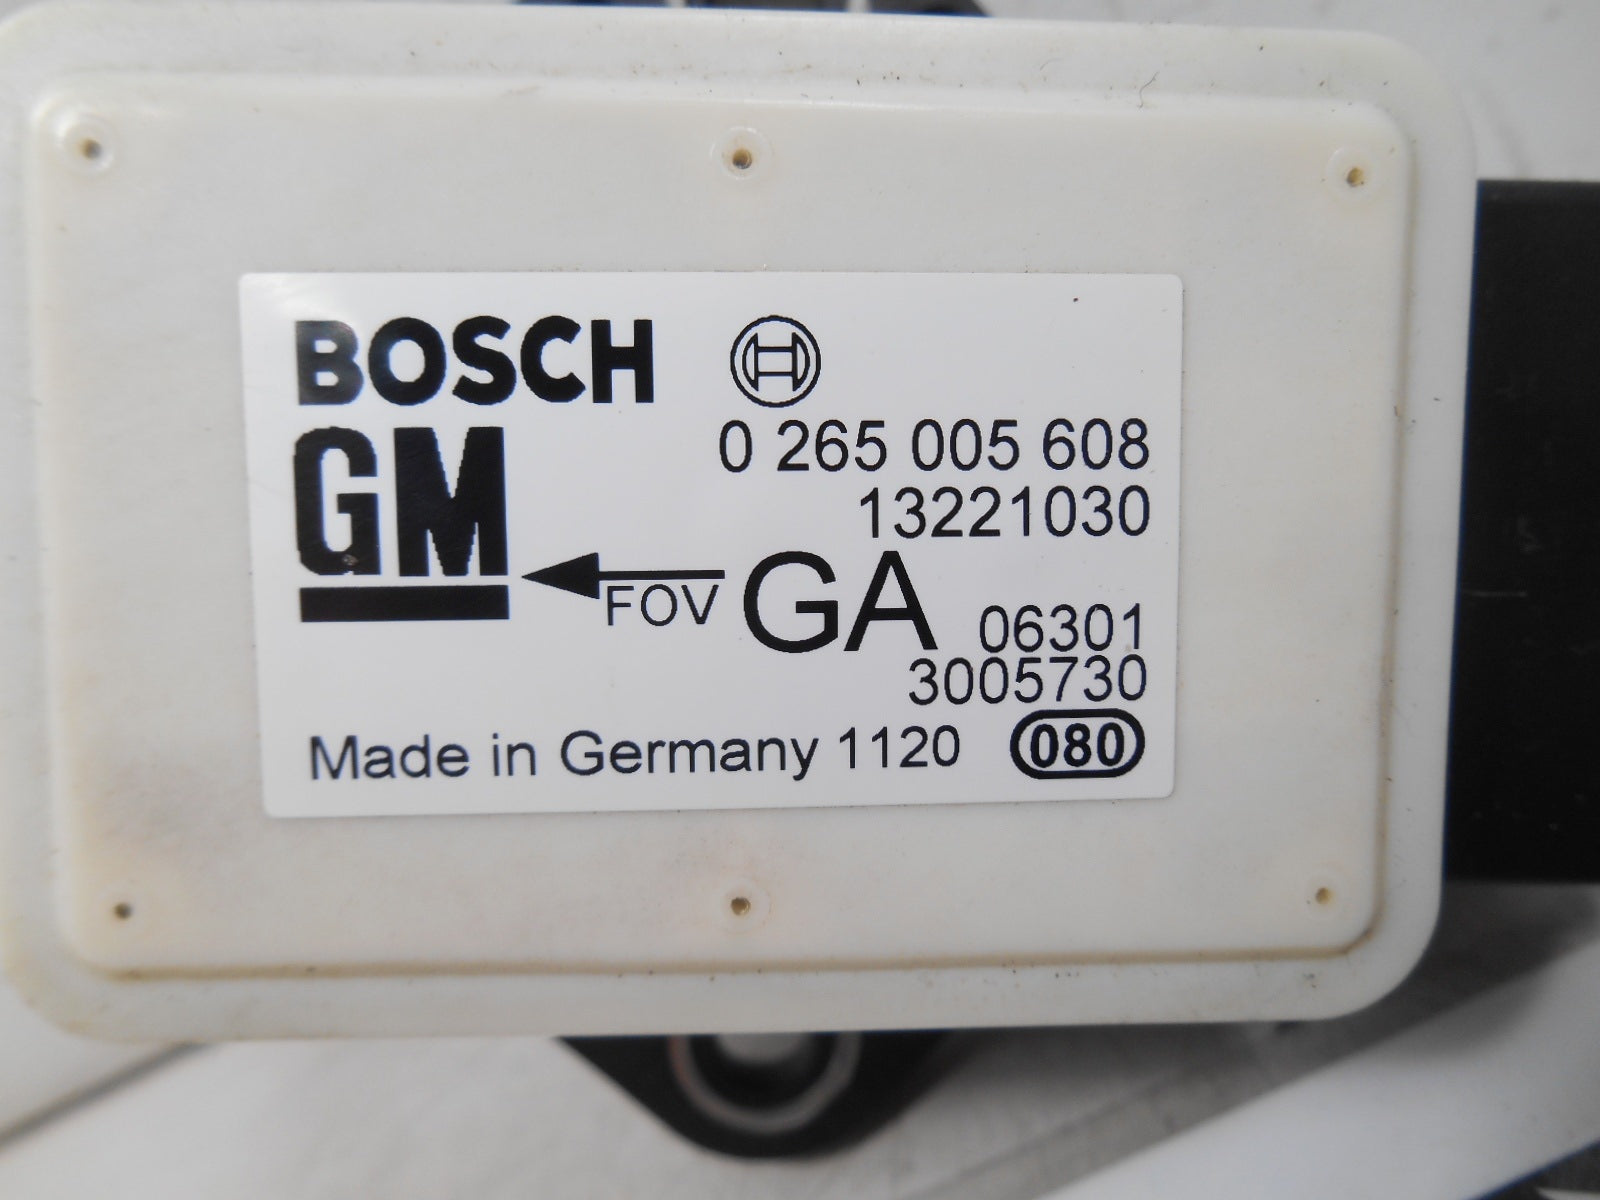 BOSCH
0 265 005 608
GM
13221030
FOV GA 06301
3005730
Made in Germany 1120 080